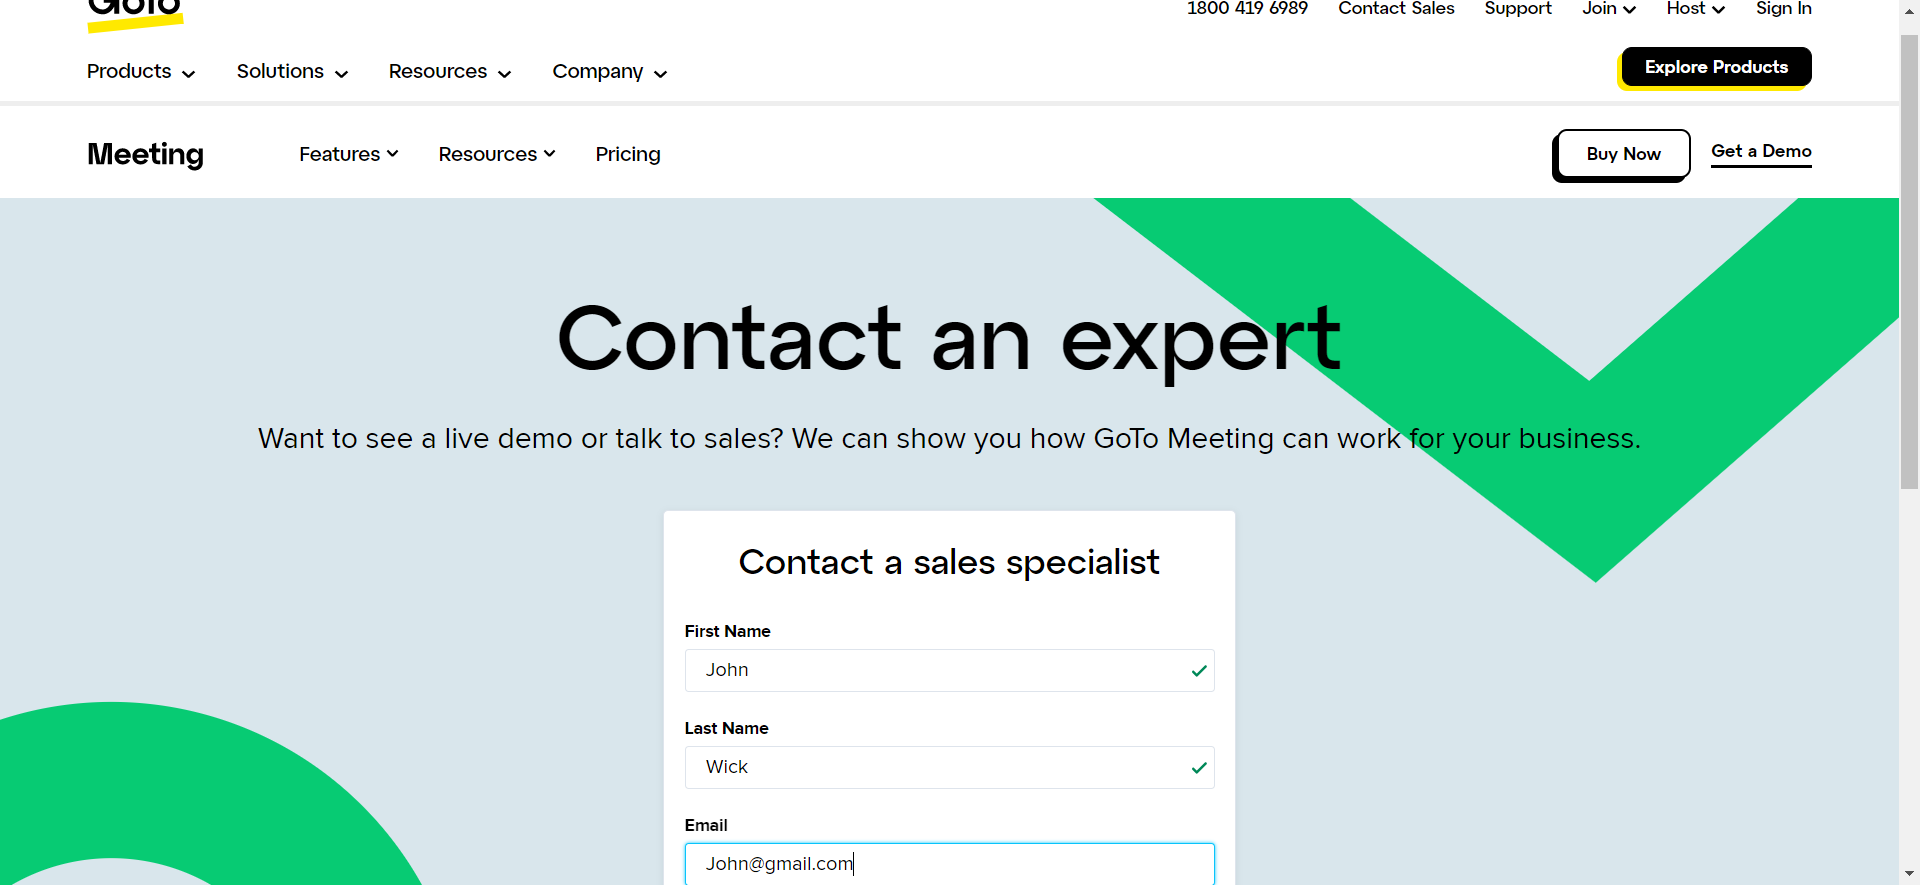 GoTo
1800 419 6989 Contact Sales Support Join Host Sign In
Products Solutions Resources Company Explore Products
Meeting Features Resources Pricing Buy Now Get a Demo
Contact an expert
Want to see a live demo or talk to sales? We can show you how GoTo Meeting can work for your business.
Contact a sales specialist
First Name
John
Last Name
Wick
Email
John@gmail.com